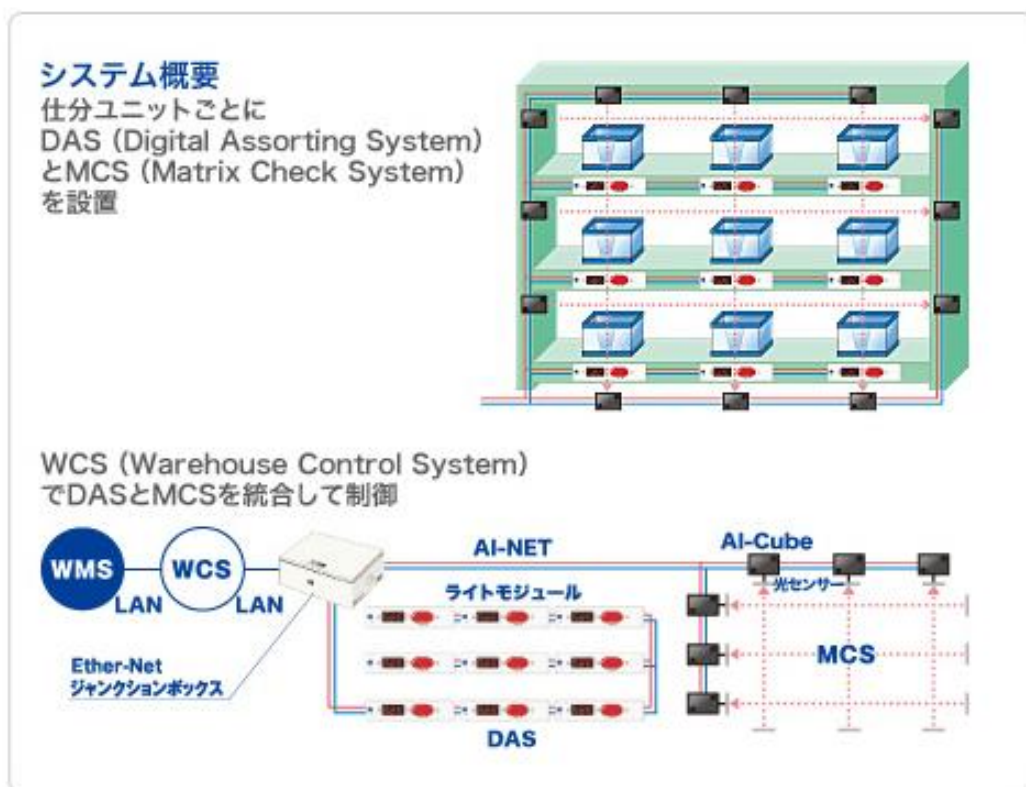 システム概要
仕分ユニットごとに
DAS（Digital Assorting System）
とMCS（Matrix Check System）
を設置
WCS（Warehouse Control System）
でDASとMCSを統合して制御
WMS
LAN
WCS
LAN
AI-NET
AI-Cube
光センサー
ライトモジュール
MCS
Ether-Net
ジャンクションボックス
DAS